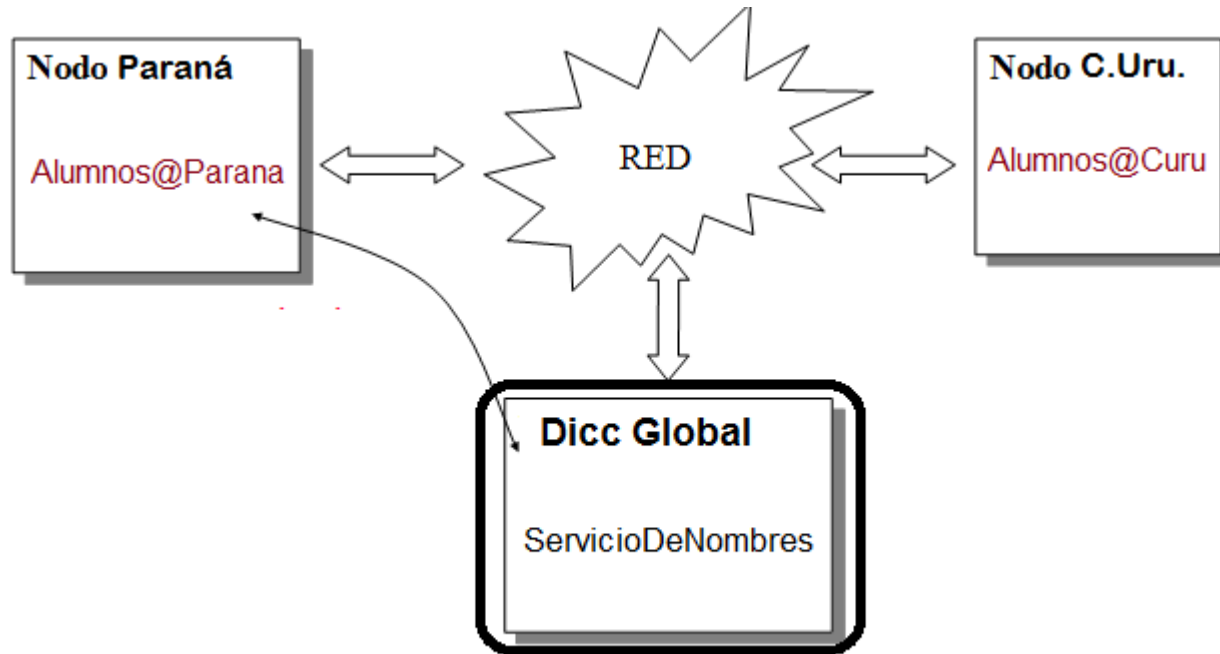 Nodo Paraná
Alumnos@Parana
RED
Nodo C.Uru.
Alumnos@Curu
Dicc Global
ServicioDeNombres